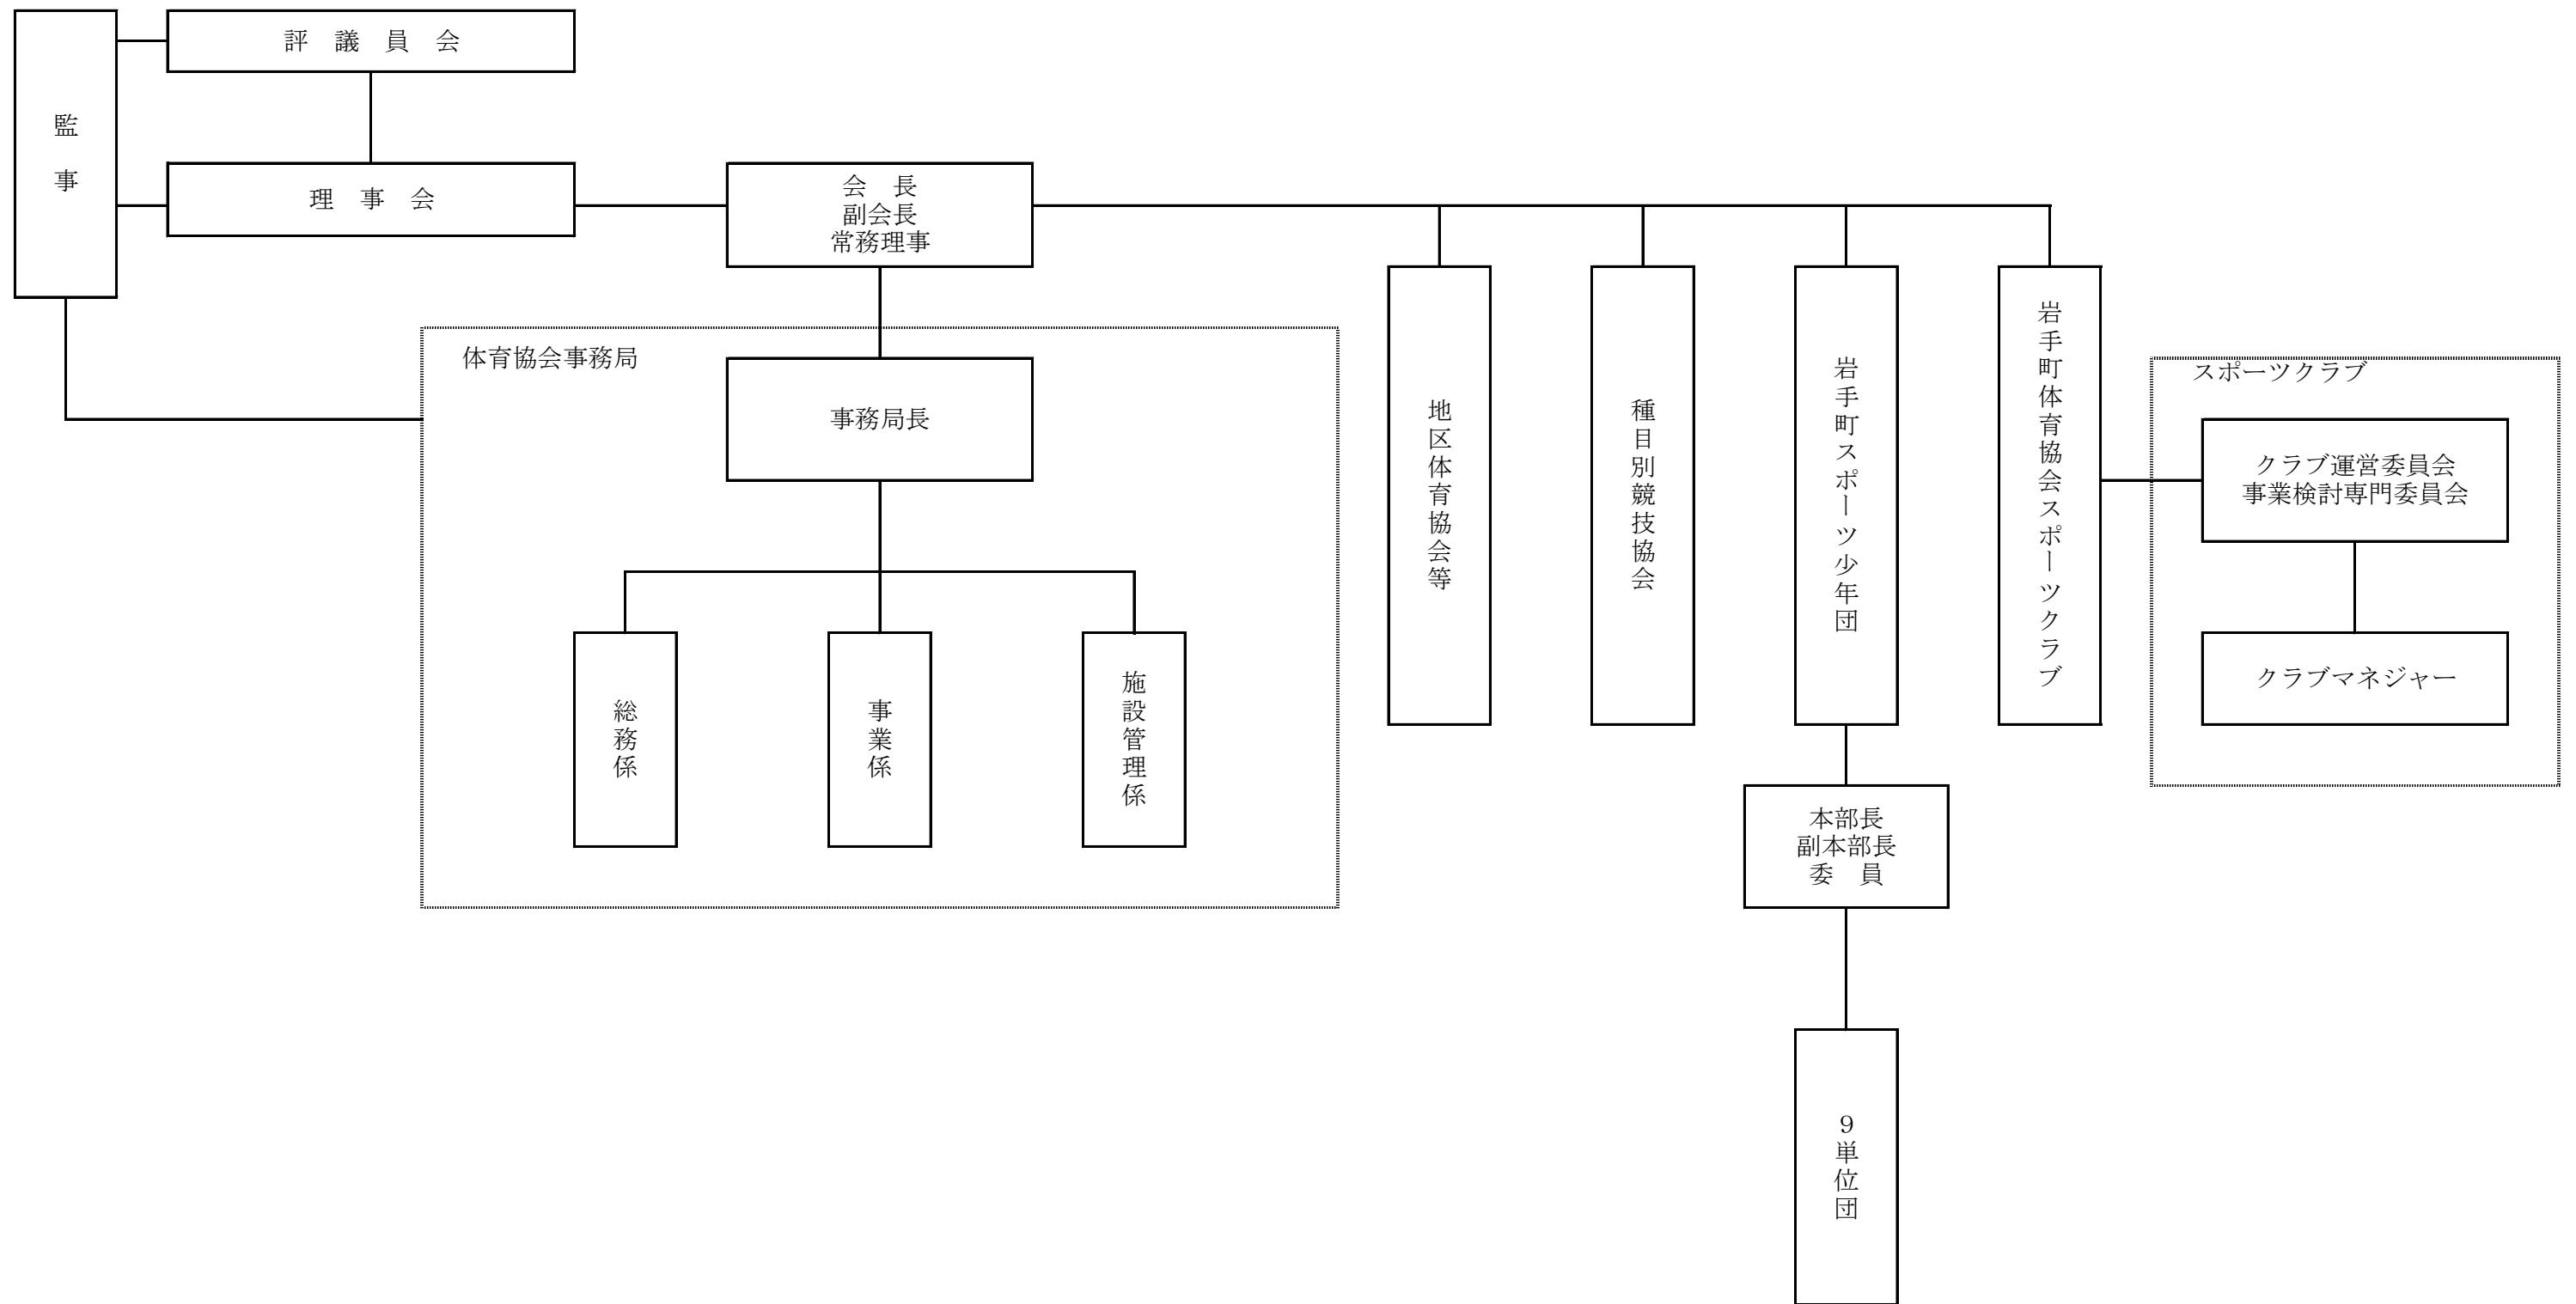 評　議　員　会
監　事
理　事　会
会　長
副会長
常務理事
体育協会事務局
事務局長
総務係
事業係
施設管理係
地区体育協会等
種目別競技協会
岩手町スポーツ少年団
岩手町体育協会スポーツクラブ
スポーツクラブ
クラブ運営委員会
事業検討専門委員会
クラブマネジャー
本部長
副本部長
委　員
９単位団